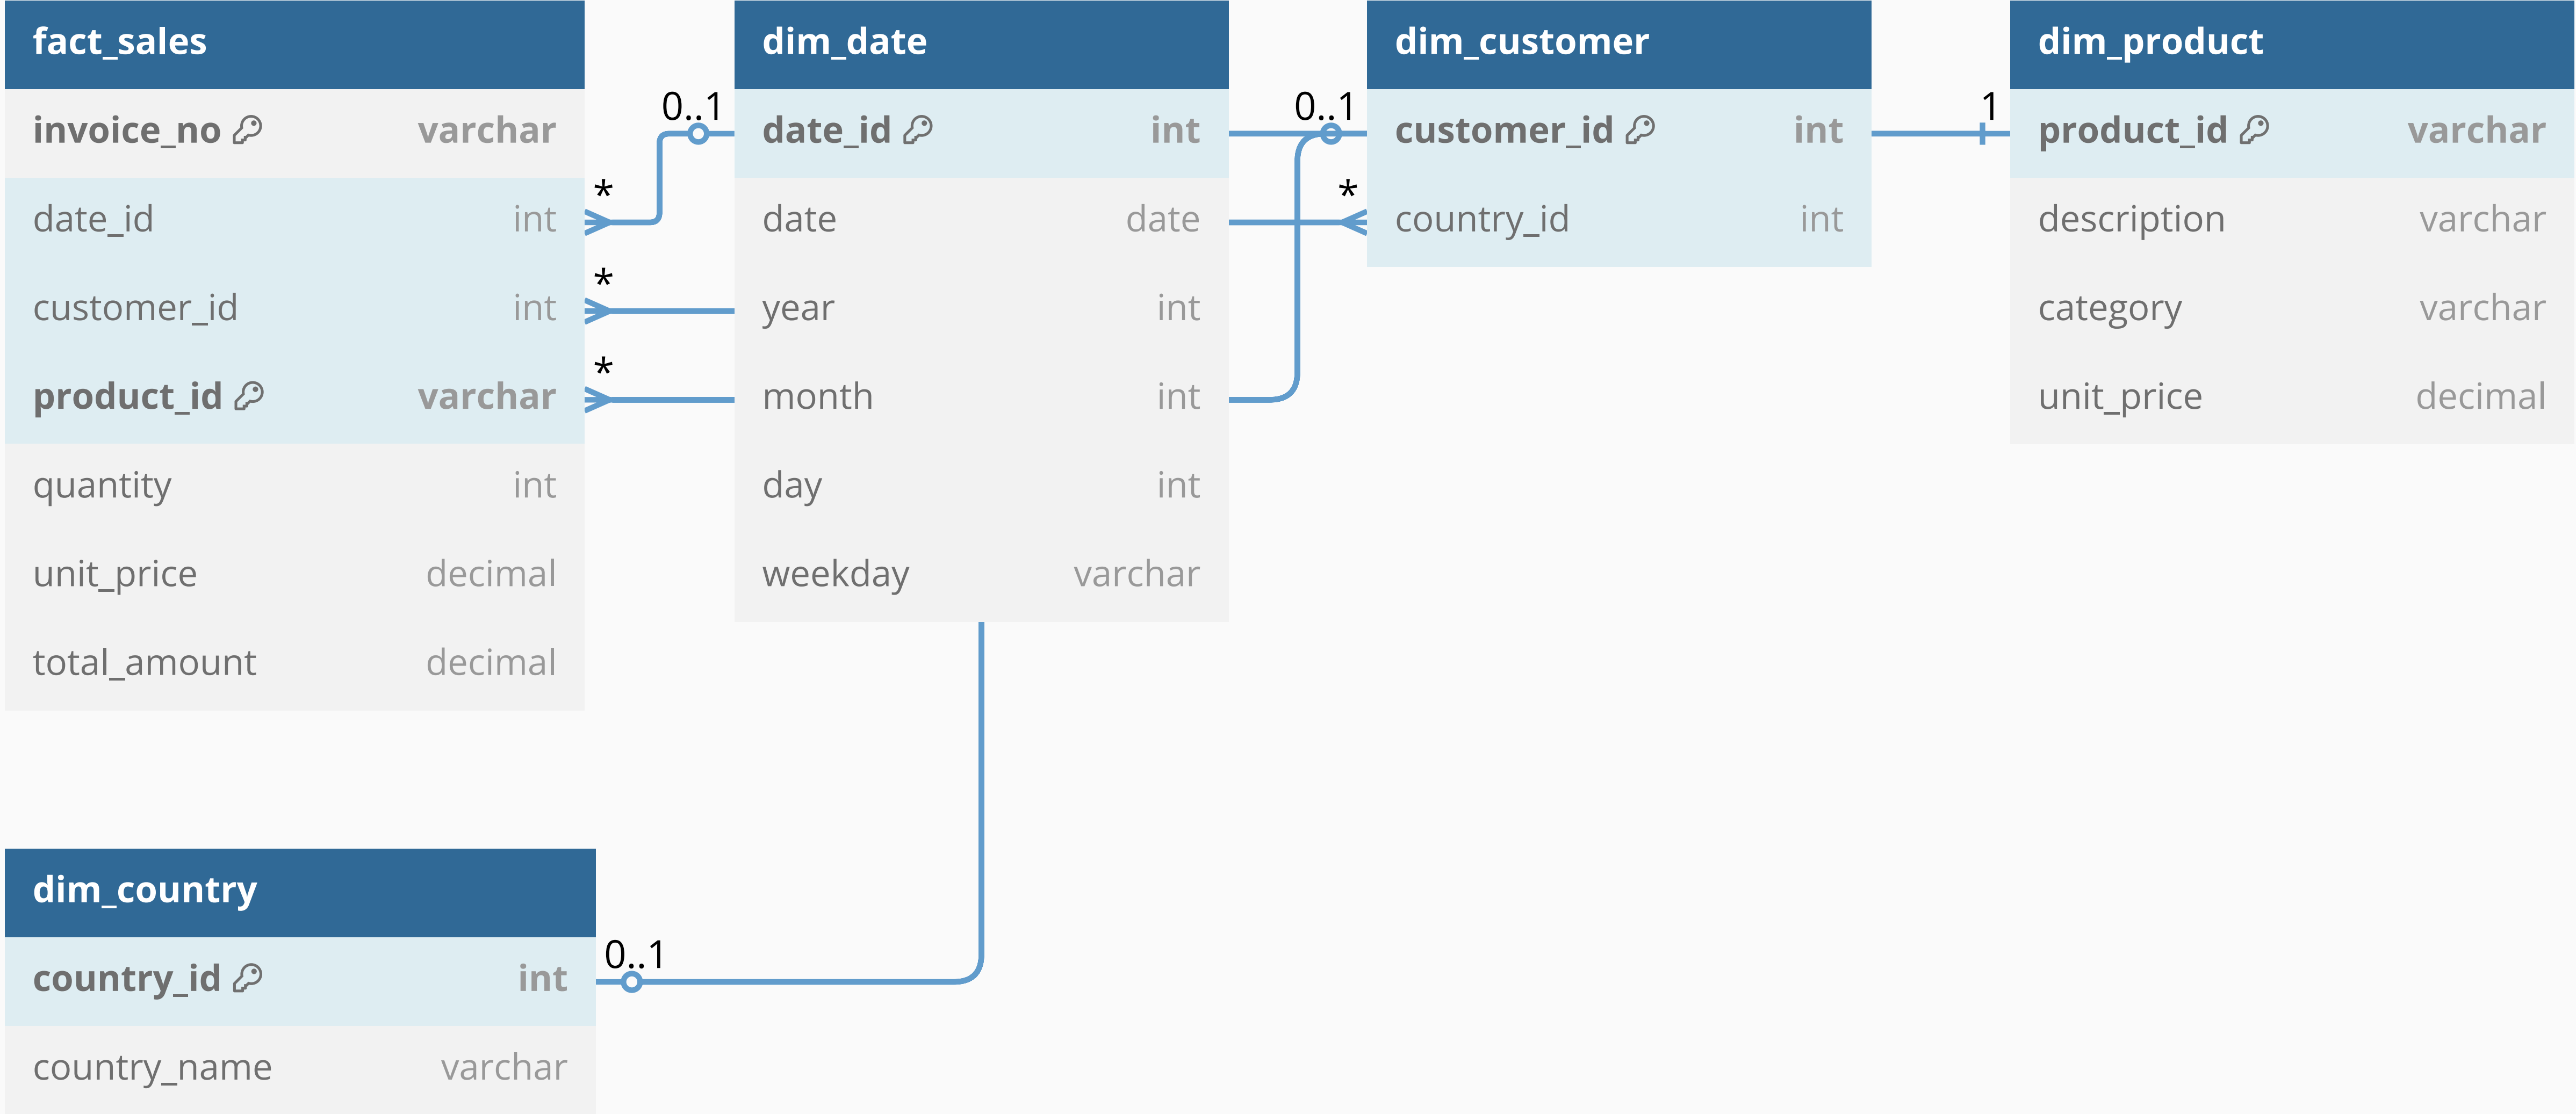 fact_sales
invoice_no varchar
date_id int
customer_id int
product_id varchar
quantity int
unit_price decimal
total_amount decimal
*
*
*
0..1
dim_date
date_id int
date date
year int
month int
day int
weekday varchar
0..1
*
dim_customer
customer_id int
country_id int
1
dim_product
product_id varchar
description varchar
category varchar
unit_price decimal
dim_country
country_id int
country_name varchar
0..1